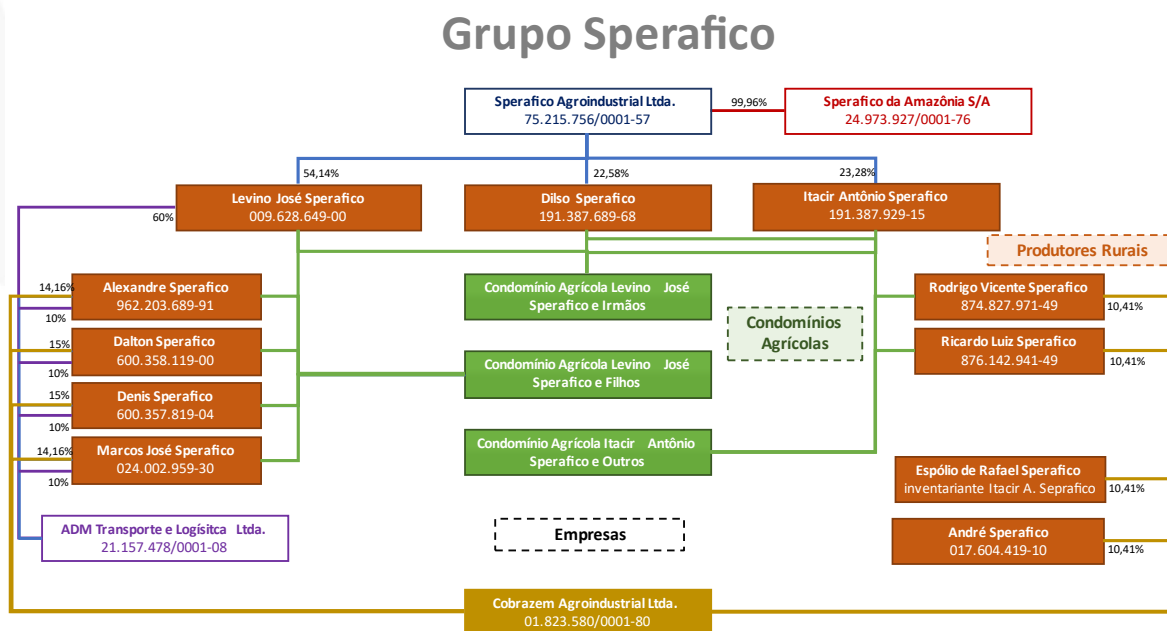 Grupo Sperafico
Sperafico Agroindustrial Ltda.
75.215.756/0001-57
99,96%
Sperafico da Amazônia S/A
24.973.927/0001-76
54,14%
22,58%
23,28%
Levino José Sperafico
009.628.649-00
Dilso Sperafico
191.387.689-68
Itacir Antônio Sperafico
191.387.929-15
60%
Produtores Rurais
14,16%
Alexandre Sperafico
962.203.689-91
10%
Condomínio Agrícola Levino José
Sperafico e Irmãos
Rodrigo Vicente Sperafico
874.827.971-49
10,41%
Condomínios
Agrícolas
15%
Dalton Sperafico
600.358.119-00
10%
Ricardo Luiz Sperafico
876.142.941-49
10,41%
Condomínio Agrícola Levino José
Sperafico e Filhos
15%
Denis Sperafico
600.357.819-04
10%
14,16%
Marcos José Sperafico
024.002.959-30
10%
Condomínio Agrícola Itacir Antônio
Sperafico e Outros
Espólio de Rafael Sperafico
inventariante Itacir A. Seprafico
10,41%
ADM Transporte e Logísitca Ltda.
21.157.478/0001-08
Empresas
André Sperafico
017.604.419-10
10,41%
Cobrazem Agroindustrial Ltda.
01.823.580/0001-80